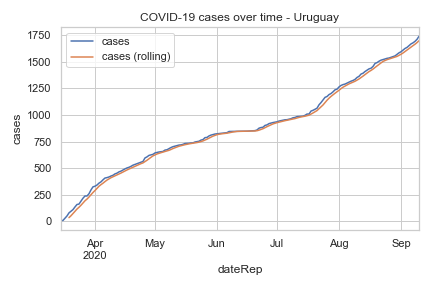 COVID-19 cases over time - Uruguay
cases
cases (rolling)
cases
1750
1500
1250
1000
750
500
250
0
Apr
2020
May
Jun
Jul
Aug
Sep
dateRep